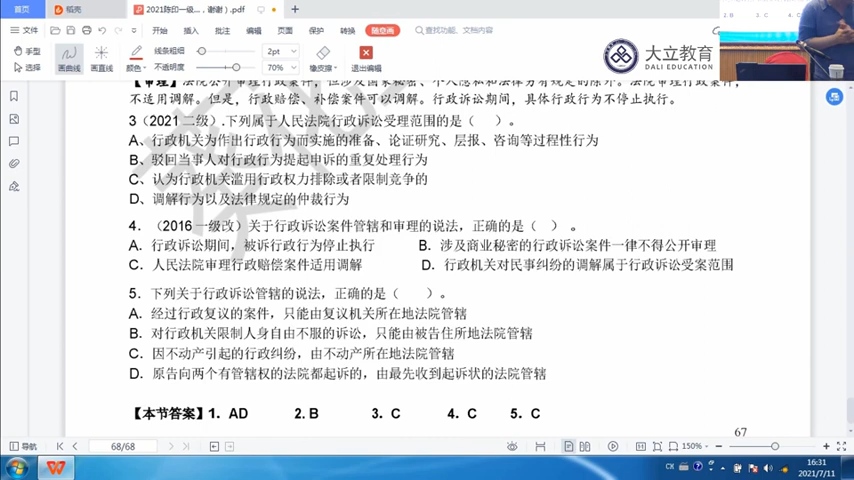 首页
稻壳
2021陈印一级...，谢谢）.pdf
2. B 3. C 4. C
文件
开始
插入
批注
编辑
页面
保护
转换
随您画
查找功能、文档内容
手型
选择
画曲线
画直线
颜色
线条粗细
不透明度
2pt
70%
橡皮擦
退出编辑
大立教育
DALI EDUCATION
【审理】法院公开审理行政案件，但涉及国家秘密、个人隐私和法律另有规定的除外。法院审理行政案件，
不适用调解。但是，行政赔偿、补偿案件可以调解。行政诉讼期间，具体行政行为不停止执行。
3（2021 二级）.下列属于人民法院行政诉讼受理范围的是（ ）。
A、行政机关为作出行政行为而实施的准备、论证研究、层报、咨询等过程性行为
B、驳回当事人对行政行为提起申诉的重复处理行为
C、认为行政机关滥用行政权力排除或者限制竞争的
D、调解行为以及法律规定的仲裁行为
4．（2016 一级改）关于行政诉讼案件管辖和审理的说法，正确的是（ ）。
A．行政诉讼期间，被诉行政行为停止执行 B．涉及商业秘密的行政诉讼案件一律不得公开审理
C．人民法院审理行政赔偿案件适用调解 D．行政机关对民事纠纷的调解属于行政诉讼受案范围
5．下列关于行政诉讼管辖的说法，正确的是（ ）。
A．经过行政复议的案件，只能由复议机关所在地法院管辖
B．对行政机关限制人身自由不服的诉讼，只能由被告住所地法院管辖
C．因不动产引起的行政纠纷，由不动产所在地法院管辖
D．原告向两个有管辖权的法院都起诉的，由最先收到起诉状的法院管辖
【本节答案】1．AD 2. B 3．C 4．C 5．C
67
导航
68/68
150%
CH
16:31
2021/7/11